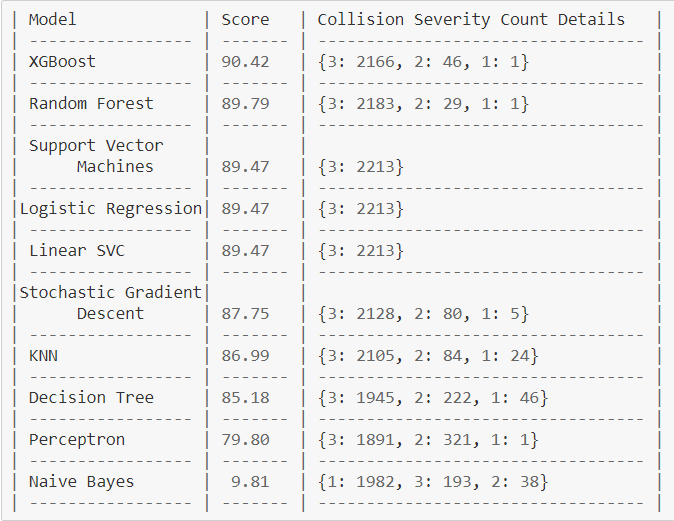 | Model | Score | Collision Severity Count Details |
| ----------------- | ------- | ---------------------------------- |
| XGBoost | 90.42 | {3: 2166, 2: 46, 1: 1} |
| ----------------- | ------- | ---------------------------------- |
| Random Forest | 89.79 | {3: 2183, 2: 29, 1: 1} |
| ----------------- | ------- | ---------------------------------- |
| Support Vector | | |
| Machines | 89.47 | {3: 2213} |
| ----------------- | ------- | ---------------------------------- |
|Logistic Regression| 89.47 | {3: 2213} |
| ----------------- | ------- | ---------------------------------- |
| Linear SVC | 89.47 | {3: 2213} |
| ----------------- | ------- | ---------------------------------- |
|Stochastic Gradient| | |
| Descent | 87.75 | {3: 2128, 2: 80, 1: 5} |
| ----------------- | ------- | ---------------------------------- |
| KNN | 86.99 | {3: 2105, 2: 84, 1: 24} |
| ----------------- | ------- | ---------------------------------- |
| Decision Tree | 85.18 | {3: 1945, 2: 222, 1: 46} |
| ----------------- | ------- | ---------------------------------- |
| Perceptron | 79.80 | {3: 1891, 2: 321, 1: 1} |
| ----------------- | ------- | ---------------------------------- |
| Naive Bayes | 9.81 | {1: 1982, 3: 193, 2: 38} |
| ----------------- | ------- | ---------------------------------- |